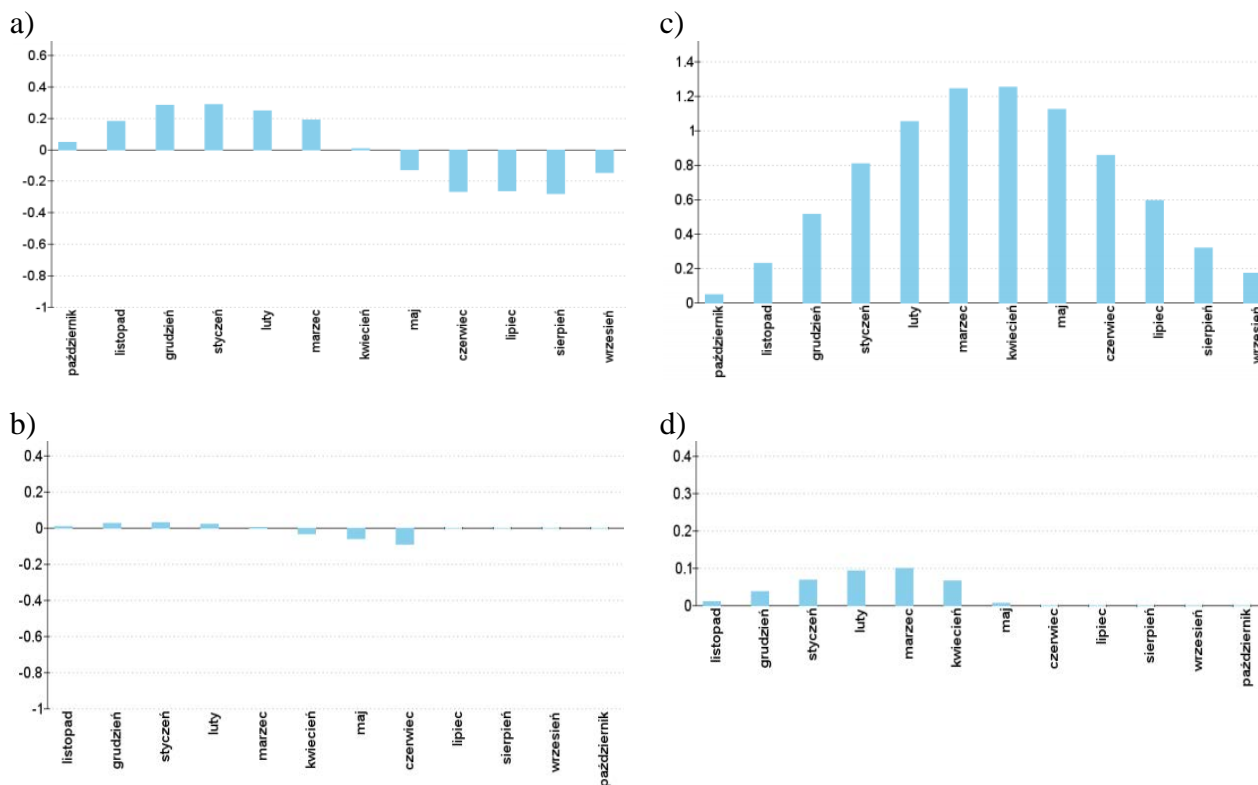 a)
0.6
0.4
0.2
0
-0.2
-0.4
-0.6
-0.8
-1
październik
listopad
grudzień
styczeń
luty
marzec
kwiecień
maj
czerwiec
lipiec
sierpień
wrzesień
c)
1.4
1.2
1
0.8
0.6
0.4
0.2
0
październik
listopad
grudzień
styczeń
luty
marzec
kwiecień
maj
czerwiec
lipiec
sierpień
wrzesień
b)
0.4
0.2
0
-0.2
-0.4
-0.6
-0.8
-1
listopad
grudzień
styczeń
luty
marzec
kwiecień
maj
czerwiec
lipiec
sierpień
wrzesień
październik
d)
0.4
0.3
0.2
0.1
0
listopad
grudzień
styczeń
luty
marzec
kwiecień
maj
czerwiec
lipiec
sierpień
wrzesień
październik